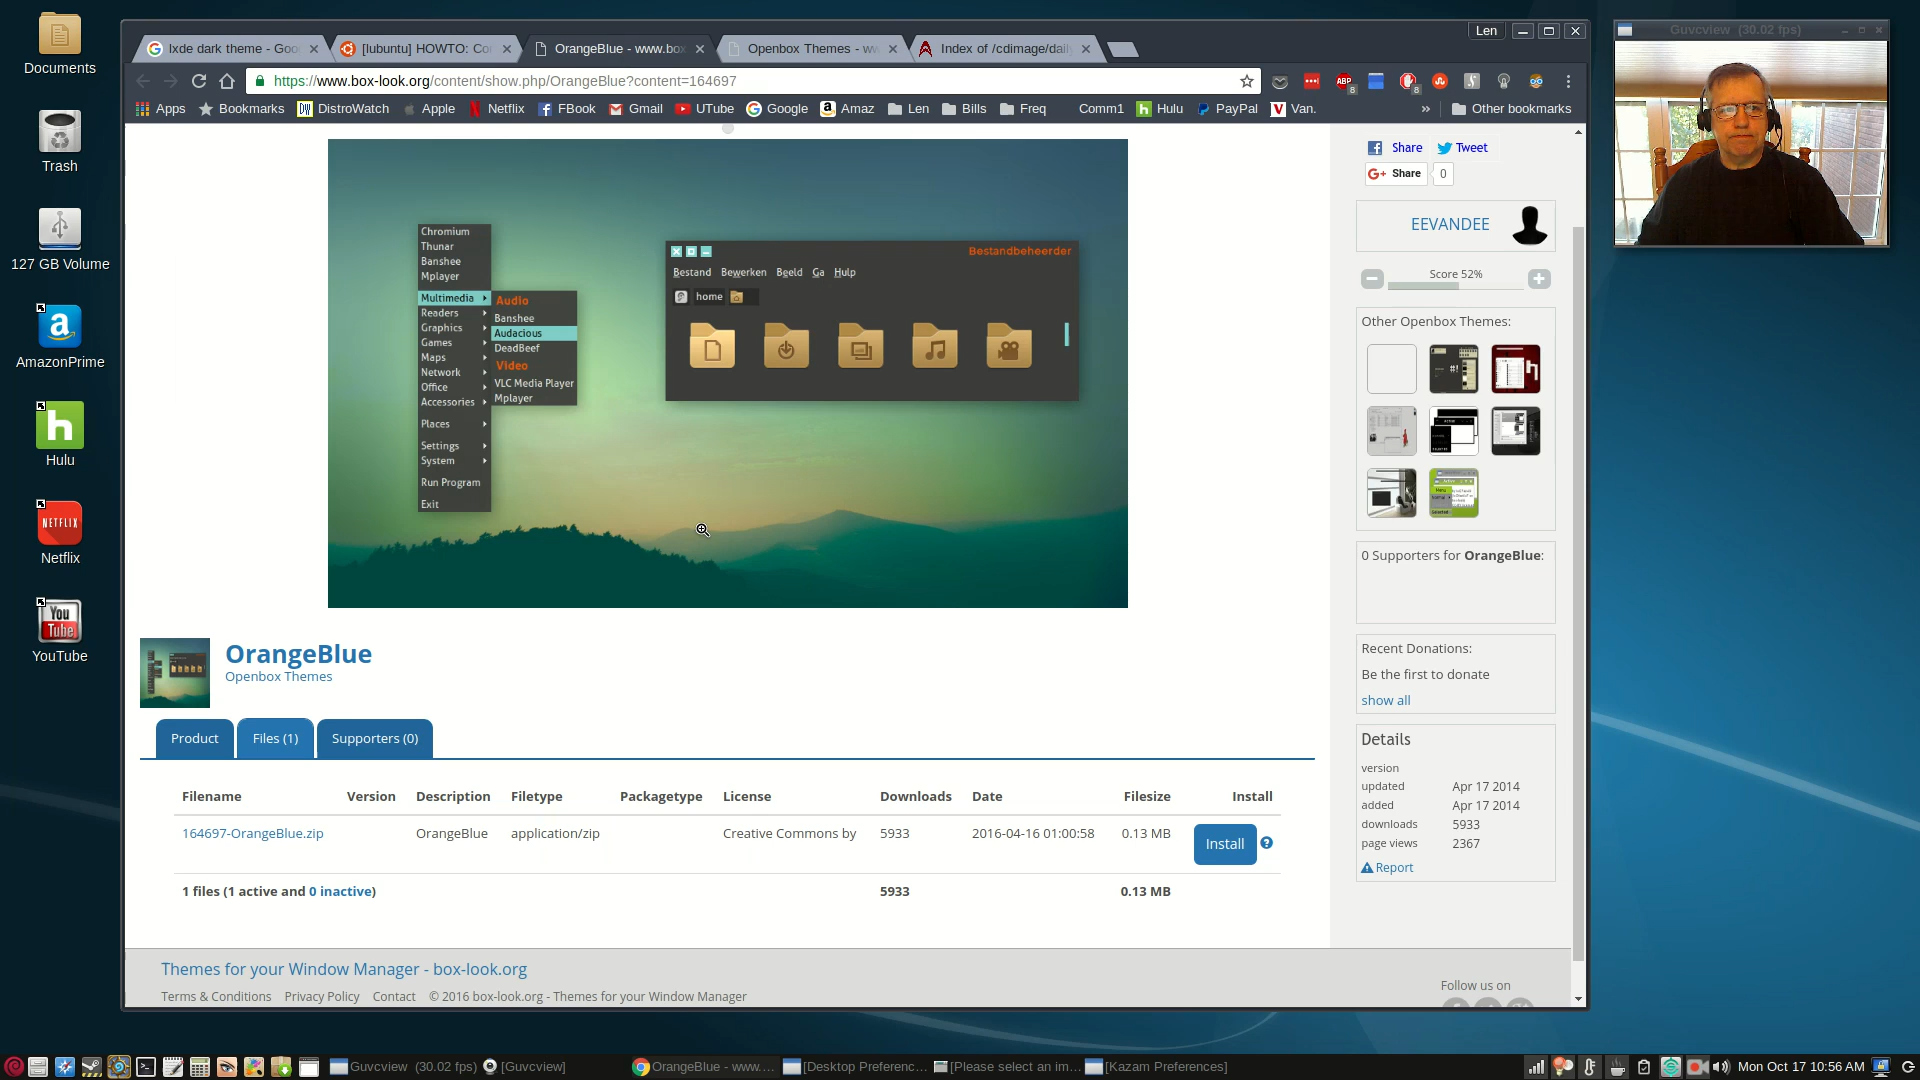 Documents
Trash
127 GB Volume
AmazonPrime
Hulu
Netflix
YouTube
Len
lxde dark theme - Goo
[lubuntu] HOWTO: Co
OrangeBlue - www.box
Openbox Themes - ww
Index of /cdimage/daily
https://www.box-look.org/content/show.php/OrangeBlue?content=164697
Apps
Bookmarks
DistroWatch
Apple
Netflix
FBook
Gmail
UTube
Google
Amaz
Len
Bills
Freq
Comm1
Hulu
PayPal
Van.
»
Other bookmarks
Guvcview (30.02 fps)
Chromium
Thunar
Banshee
Mplayer
Multimedia
Readers
Graphics
Games
Maps
Network
Office
Accessories
Places
Settings
System
Run Program
Exit
Audio
Banshee
Audacious
DeadBeef
Video
VLC Media Player
Mplayer
Bestandbeheerder
Bestand Bewerken Beeld Ga Hulp
home
Share
Tweet
G+ Share 0
EEVANDEE
Score 52%
Other Openbox Themes:
0 Supporters for OrangeBlue:
Recent Donations:
Be the first to donate
show all
Details
version
updated Apr 17 2014
added Apr 17 2014
downloads 5933
page views 2367
Report
OrangeBlue
Openbox Themes
Product
Files (1)
Supporters (0)
Filename Version Description Filetype Packagetype License Downloads Date Filesize Install
164697-OrangeBlue.zip OrangeBlue application/zip Creative Commons by 5933 2016-04-16 01:00:58 0.13 MB Install
1 files (1 active and 0 inactive) 5933 0.13 MB
Themes for your Window Manager - box-look.org
Terms & Conditions Privacy Policy Contact © 2016 box-look.org - Themes for your Window Manager
Follow us on
Guvcview (30.02 fps)
[Guvcview]
OrangeBlue - www....
[Desktop Preferenc...
[Please select an im...
[Kazam Preferences]
Mon Oct 17 10:56 AM